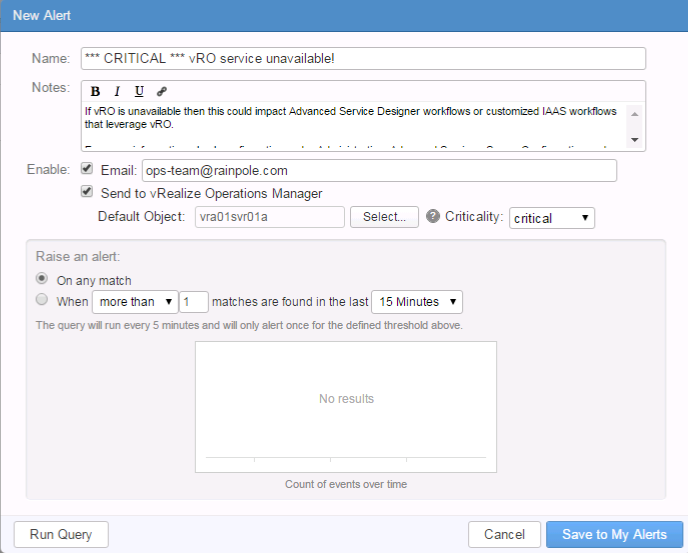 New Alert
Name: *** CRITICAL *** vRO service unavailable!
Notes: B I U
If vRO is unavailable then this could impact Advanced Service Designer workflows or customized IAAS workflows
that leverage vRO.
Enable: Email: ops-team@rainpole.com
Send to vRealize Operations Manager
Default Object: vra01svr01a Select... ? Criticality: critical
Raise an alert:
On any match
When more than 1 matches are found in the last 15 Minutes
The query will run every 5 minutes and will only alert once for the defined threshold above.
No results
Count of events over time
Run Query Cancel Save to My Alerts